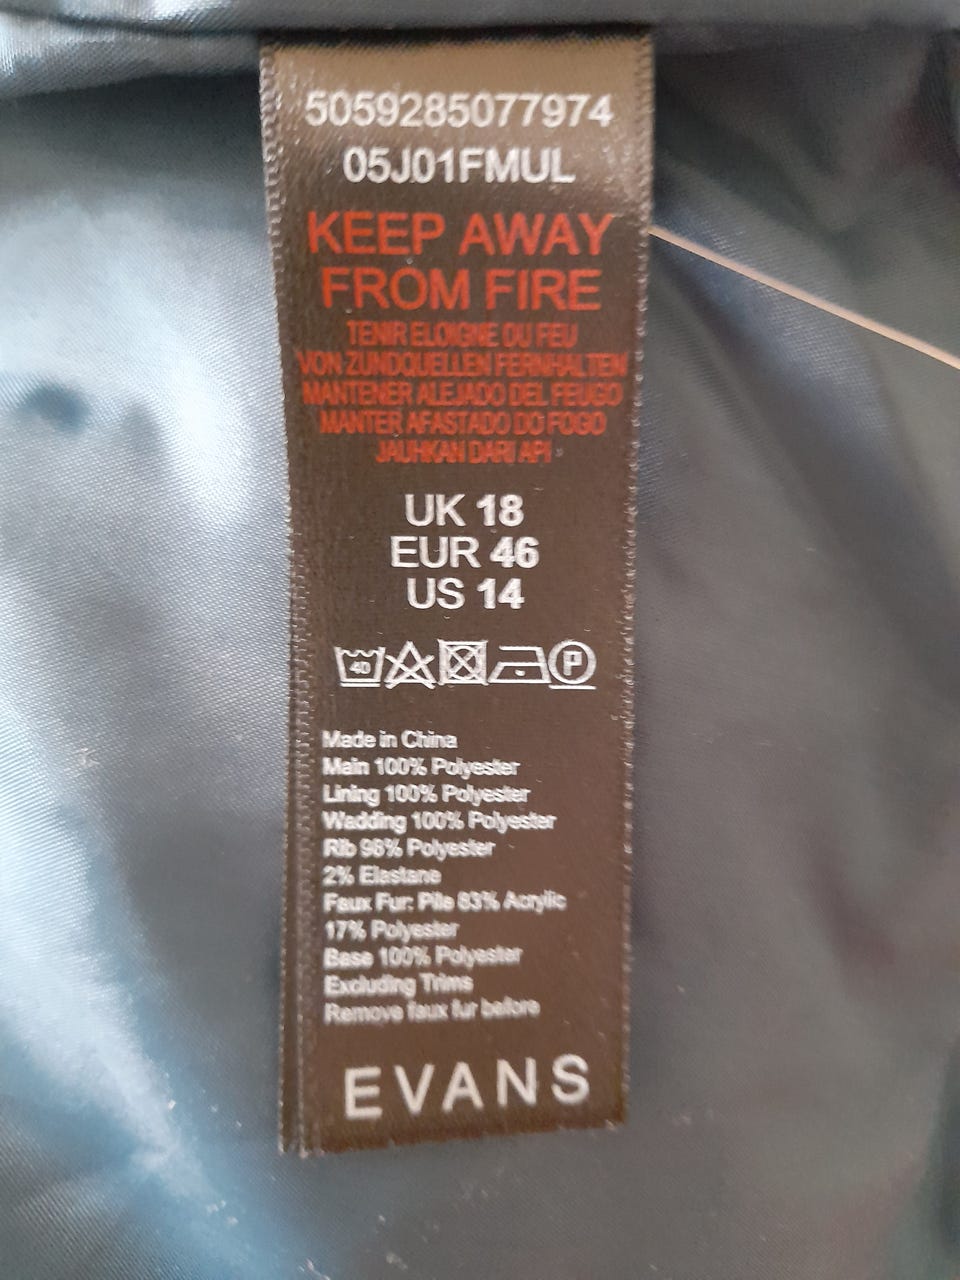 5059285077974
05J01FMUL
KEEP AWAY
FROM FIRE
TENIR ELOIGNE OU FEU
VON ZUNDQUELLEN FERNHALTEN
MANTENER ALEJADO DEL FEUGO
MANTER AFASTADO DO FOGO
JAUHKAN DARI API
UK 18
EUR 46
US 14
40 P
Made in China
Main 100% Polyester
Lining 100% Polyester
Wadding 100% Polyester
Rib 98% Polyester
2% Elastane
Faux Fur: Pile 83% Acrylic
17% Polyester
Base 100% Polyester
Excluding Trims
Remove faux fur before
EVANS